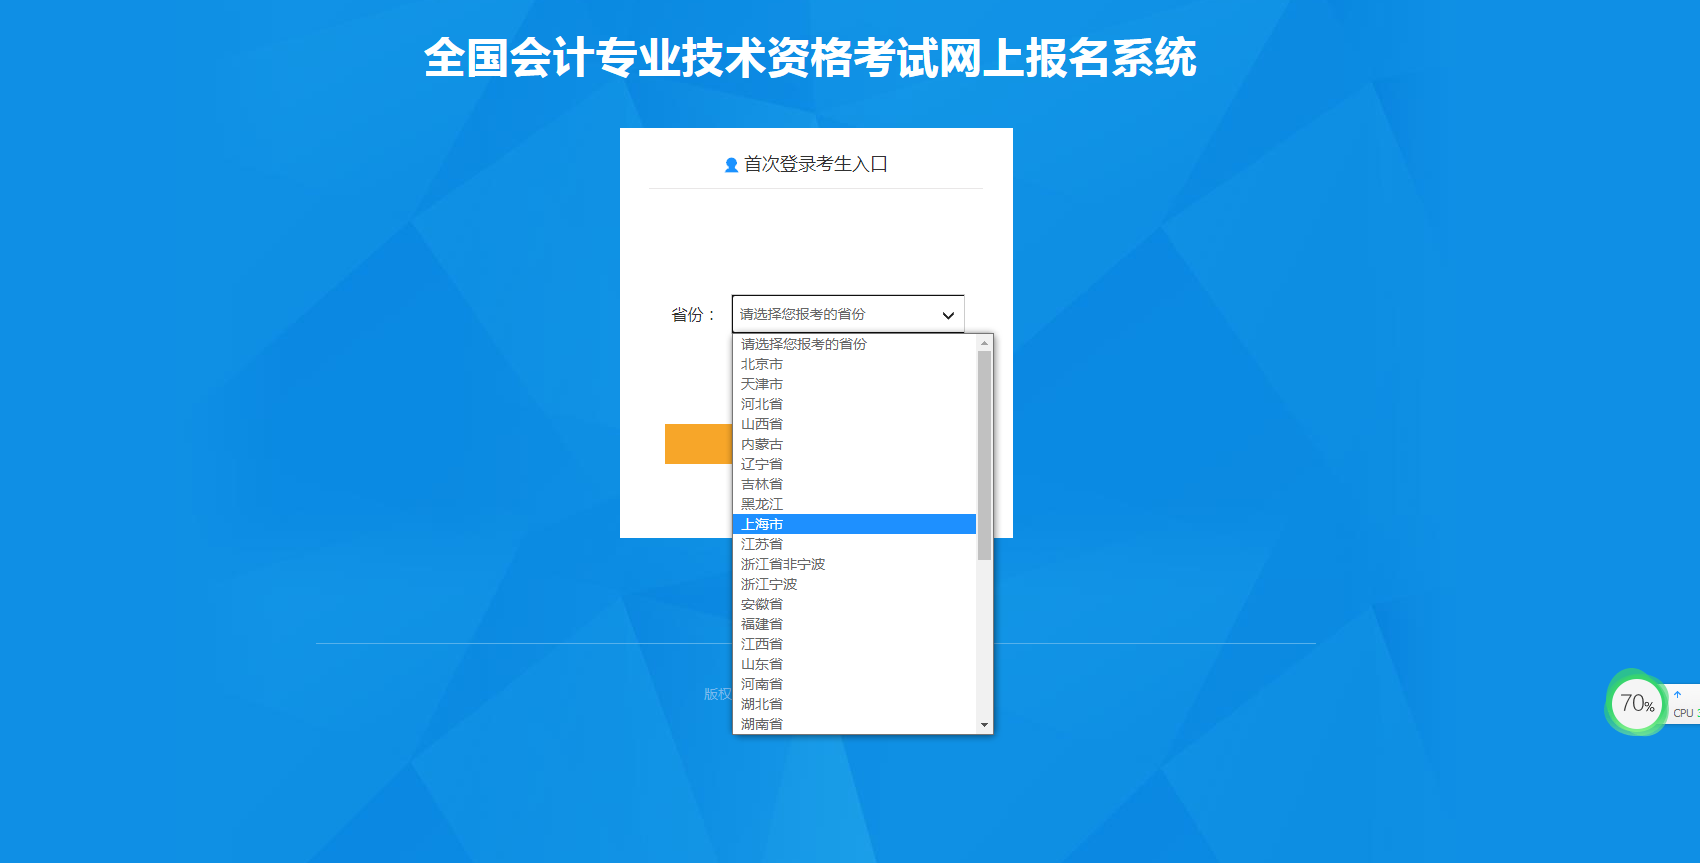 全国会计专业技术资格考试网上报名系统
首次登录考生入口
省份：
请选择您报考的省份
请选择您报考的省份
北京市
天津市
河北省
山西省
内蒙古
辽宁省
吉林省
黑龙江
上海市
江苏省
浙江省非宁波
浙江宁波
安徽省
福建省
江西省
山东省
河南省
湖北省
湖南省
版权
70%
CPU 3